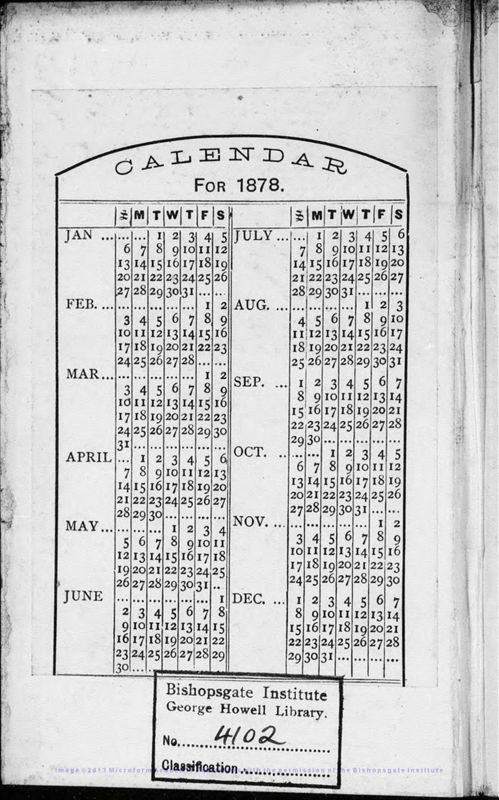 CALENDAR
FOR 1878.
S M T W T F S
JAN ... ... ... 1 2 3 4 5
6 7 8 9 10 11 12
13 14 15 16 17 18 19
20 21 22 23 24 25 26
27 28 29 30 31 ... ...
FEB. ... ... ... ... ... ... 1 2
3 4 5 6 7 8 9
10 11 12 13 14 15 16
17 18 19 20 21 22 23
24 25 26 27 28 ... ...
MAR... ... ... ... ... ... 1 2
3 4 5 6 7 8 9
10 11 12 13 14 15 16
17 18 19 20 21 22 23
24 25 26 27 28 29 30
31 ... ... ... ... ... ...
APRIL ... 1 2 3 4 5 6
7 8 9 10 11 12 13
14 15 16 17 18 19 20
21 22 23 24 25 26 27
28 29 30 ... ... ... ...
MAY... ... ... ... 1 2 3 4
5 6 7 8 9 10 11
12 13 14 15 16 17 18
19 20 21 22 23 24 25
26 27 28 29 30 31 ..
JUNE ... ... ... ... ... ... 1
2 3 4 5 6 7 8
9 10 11 12 13 14 15
16 17 18 19 20 21 22
23 24 25 26 27 28 29
30 ... ... ... ... ... ...
S M T W T F S
JULY ... ... 1 2 3 4 5 6
7 8 9 10 11 12 13
14 15 16 17 18 19 20
21 22 23 24 25 26 27
28 29 30 31 ... ... ...
AUG. ... ... ... ... ... 1 2 3
4 5 6 7 8 9 10
11 12 13 14 15 16 17
18 19 20 21 22 23 24
25 26 27 28 29 30 31
SEP. ... 1 2 3 4 5 6 7
8 9 10 11 12 13 14
15 16 17 18 19 20 21
22 23 24 25 26 27 28
29 30 ... ... ... ... ...
OCT. ... ... ... 1 2 3 4 5
6 7 8 9 10 11 12
13 14 15 16 17 18 19
20 21 22 23 24 25 26
27 28 29 30 31 ... ...
NOV. ... ... ... ... ... ... 1 2
3 4 5 6 7 8 9
10 11 12 13 14 15 16
17 18 19 20 21 22 23
24 25 26 27 28 29 30
DEC. ... 1 2 3 4 5 6 7
8 9 10 11 12 13 14
15 16 17 18 19 20 21
22 23 24 25 26 27 28
29 30 31 ... ... ... ...
Bishopsgate Institute
George Howell Library.
No. 4102
Classification
Image ©2013 Microform with the permission of the Bishopsgate Institute